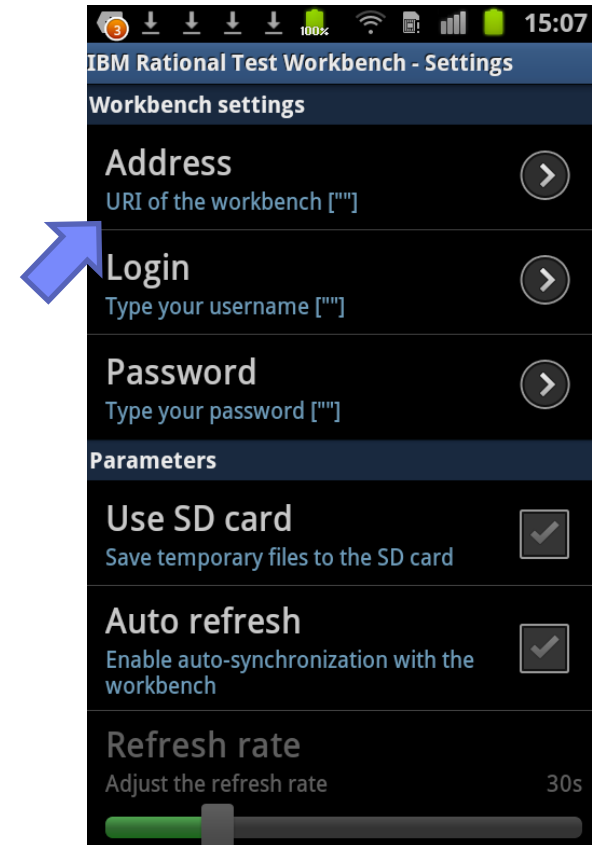 3 100% 15:07
IBM Rational Test Workbench - Settings
Workbench settings
Address
URI of the workbench [""]
Login
Type your username [""]
Password
Type your password [""]
Parameters
Use SD card
Save temporary files to the SD card
Auto refresh
Enable auto-synchronization with the
workbench
Refresh rate
Adjust the refresh rate 30s